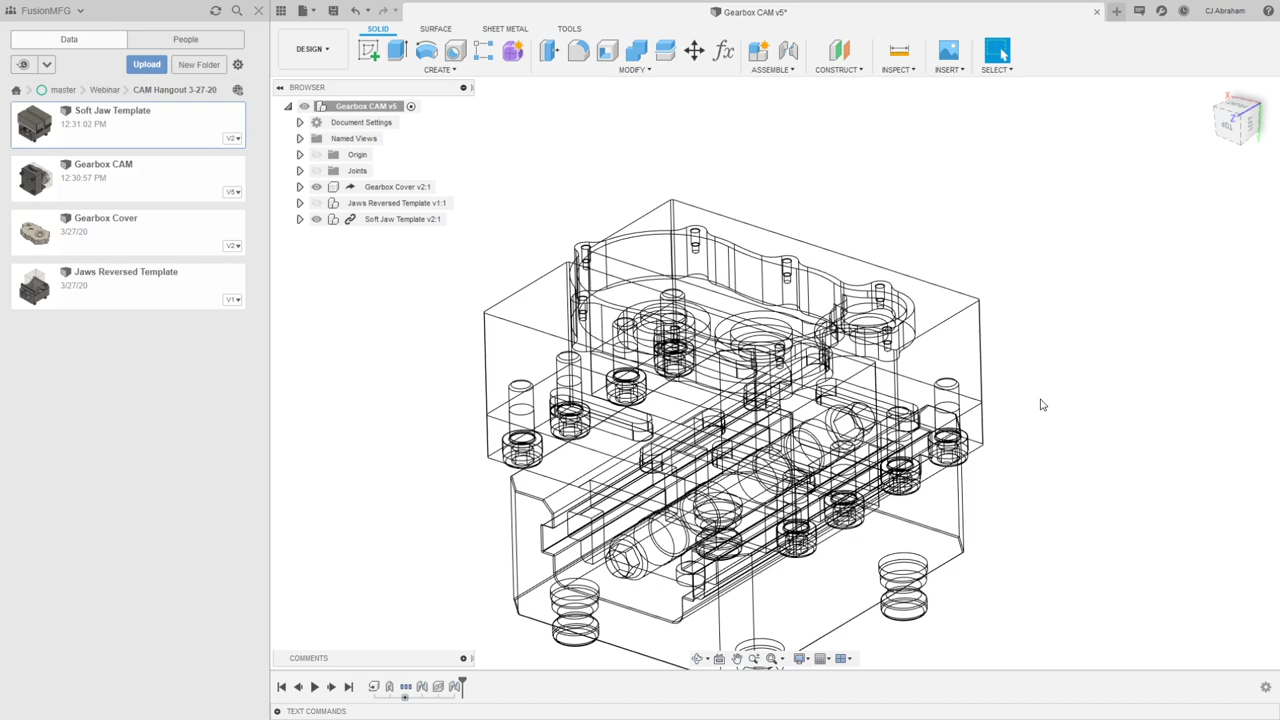 FusionMFG
Gearbox CAM v5*
CJ Abraham
Data
People
SOLID
SURFACE
SHEET METAL
TOOLS
DESIGN
CREATE
MODIFY
ASSEMBLE
CONSTRUCT
INSPECT
INSERT
SELECT
Upload
New Folder
master
Webinar
CAM Hangout 3-27-20
BROWSER
Soft Jaw Template
12:31:02 PM
V2
Gearbox CAM
12:30:57 PM
V5
Gearbox Cover
3/27/20
V2
Jaws Reversed Template
3/27/20
V1
Gearbox CAM v5
Document Settings
Named Views
Origin
Joints
Gearbox Cover v2:1
Jaws Reversed Template v1:1
Soft Jaw Template v2:1
X
Z
TOP
COMMENTS
TEXT COMMANDS